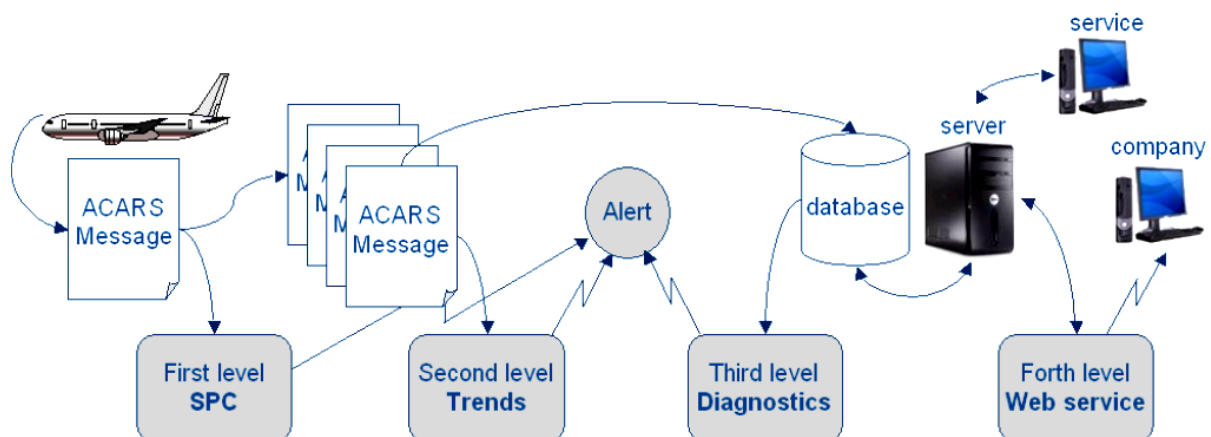 service
server
company
ACARS
Message
ACARS
Message
Alert
database
First level
SPC
Second level
Trends
Third level
Diagnostics
Forth level
Web service